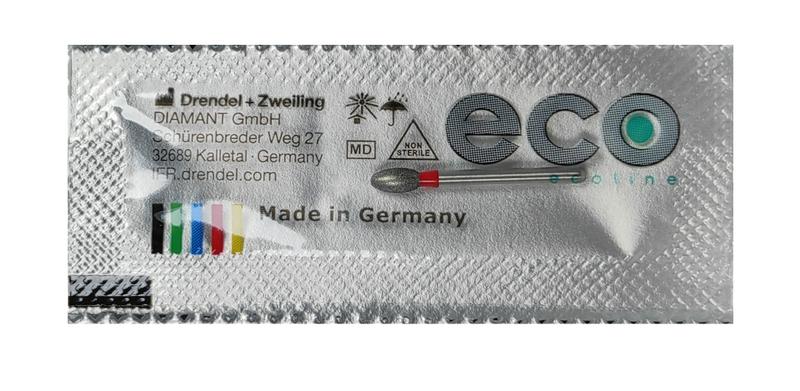 Drendel + Zweiling
DIAMANT GmbH
Schürenbreder Weg 27
32689 Kalletal · Germany
IFR.drendel.com
MD
NON
STERILE
eco
ecoline
Made in Germany